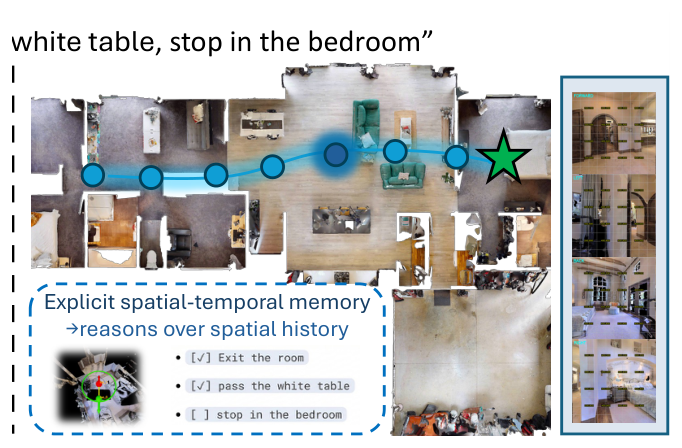 white table, stop in the bedroom”
Explicit spatial-temporal memory
→reasons over spatial history
• [✓] Exit the room
• [✓] pass the white table
• [ ] stop in the bedroom